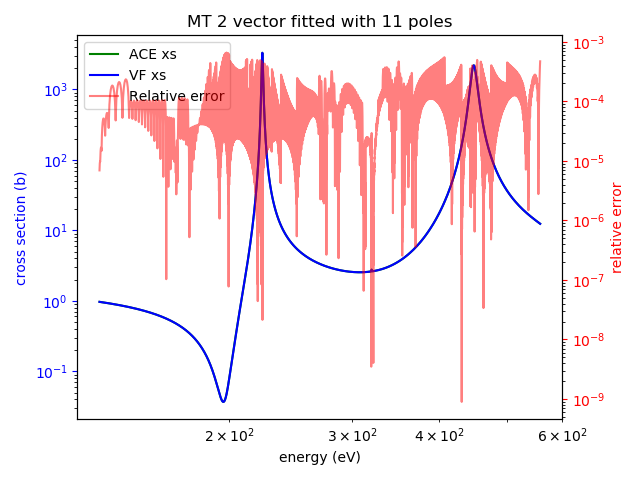 MT 2 vector fitted with 11 poles
ACE xs
VF xs
Relative error
cross section (b)
10³
10²
10¹
10⁰
10⁻¹
10⁻³
10⁻⁴
10⁻⁵
10⁻⁶
10⁻⁷
10⁻⁸
10⁻⁹
relative error
2 × 10²
3 × 10²
4 × 10²
6 × 10²
energy (eV)